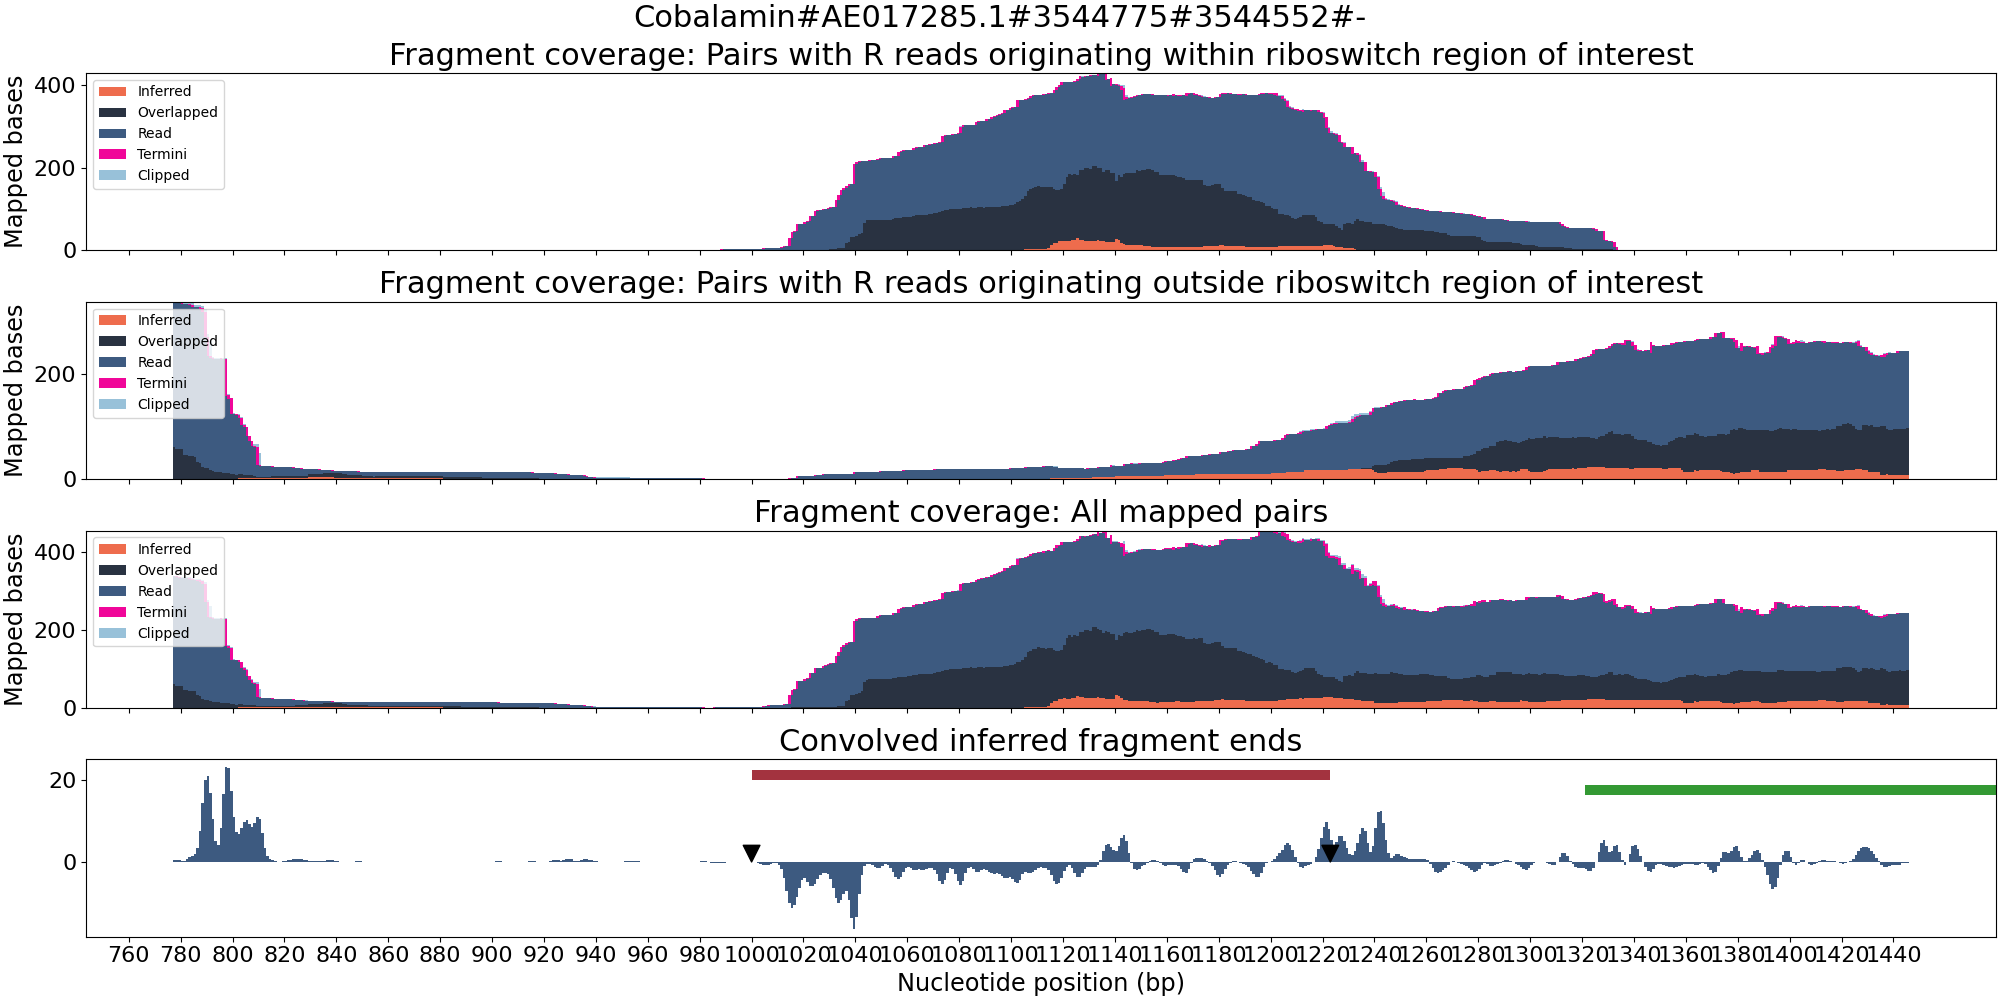 Cobalamin#AE017285.1#3544775#3544552#-
Fragment coverage: Pairs with R reads originating within riboswitch region of interest
Mapped bases
400
200
0
Inferred
Overlapped
Read
Termini
Clipped
Fragment coverage: Pairs with R reads originating outside riboswitch region of interest
Mapped bases
200
0
Inferred
Overlapped
Read
Termini
Clipped
Fragment coverage: All mapped pairs
Mapped bases
400
200
0
Inferred
Overlapped
Read
Termini
Clipped
Convolved inferred fragment ends
20
0
760 780 800 820 840 860 880 900 920 940 960 980 1000 1020 1040 1060 1080 1100 1120 1140 1160 1180 1200 1220 1240 1260 1280 1300 1320 1340 1360 1380 1400 1420 1440
Nucleotide position (bp)